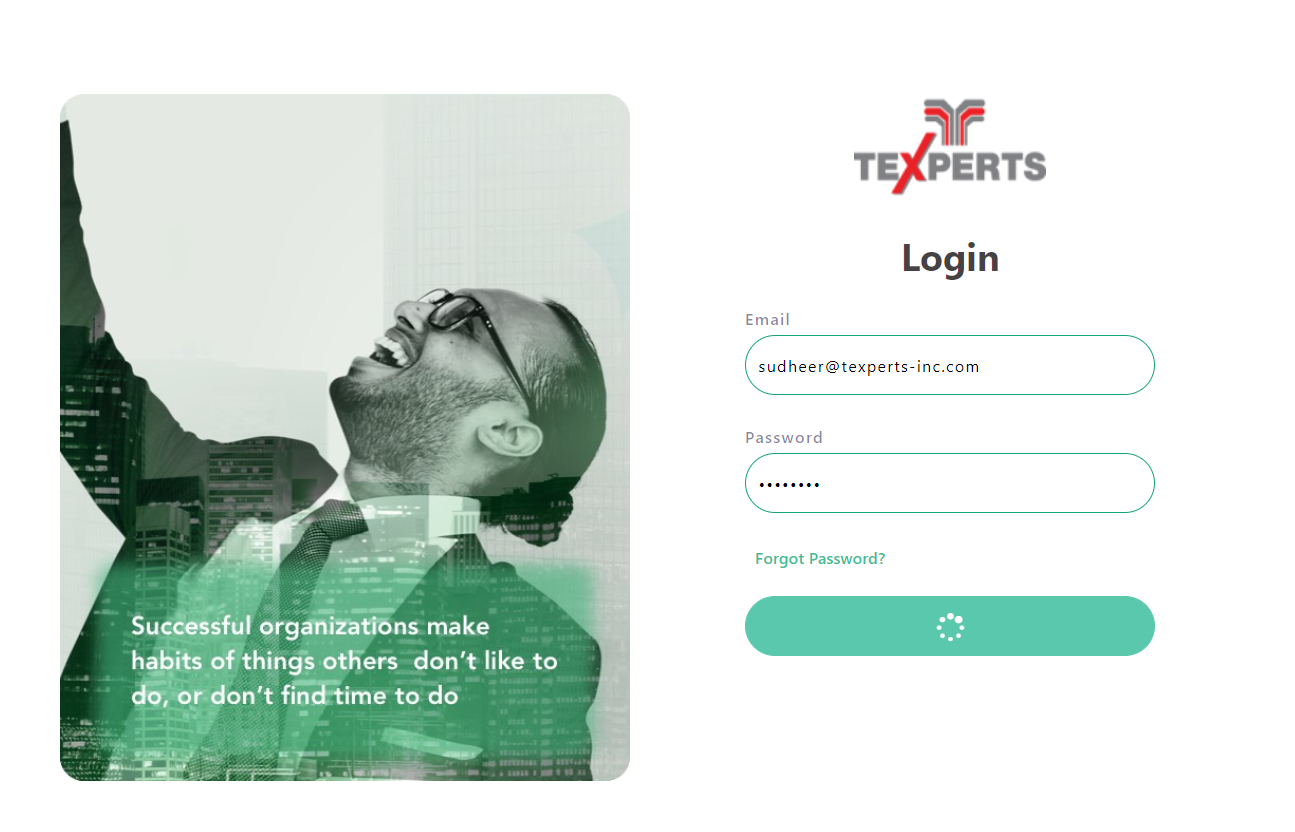 Successful organizations make
habits of things others don't like to
do, or don't find time to do
TEXPERTS
Login
Email
sudheer@texperts-inc.com
Password
••••••••
Forgot Password?